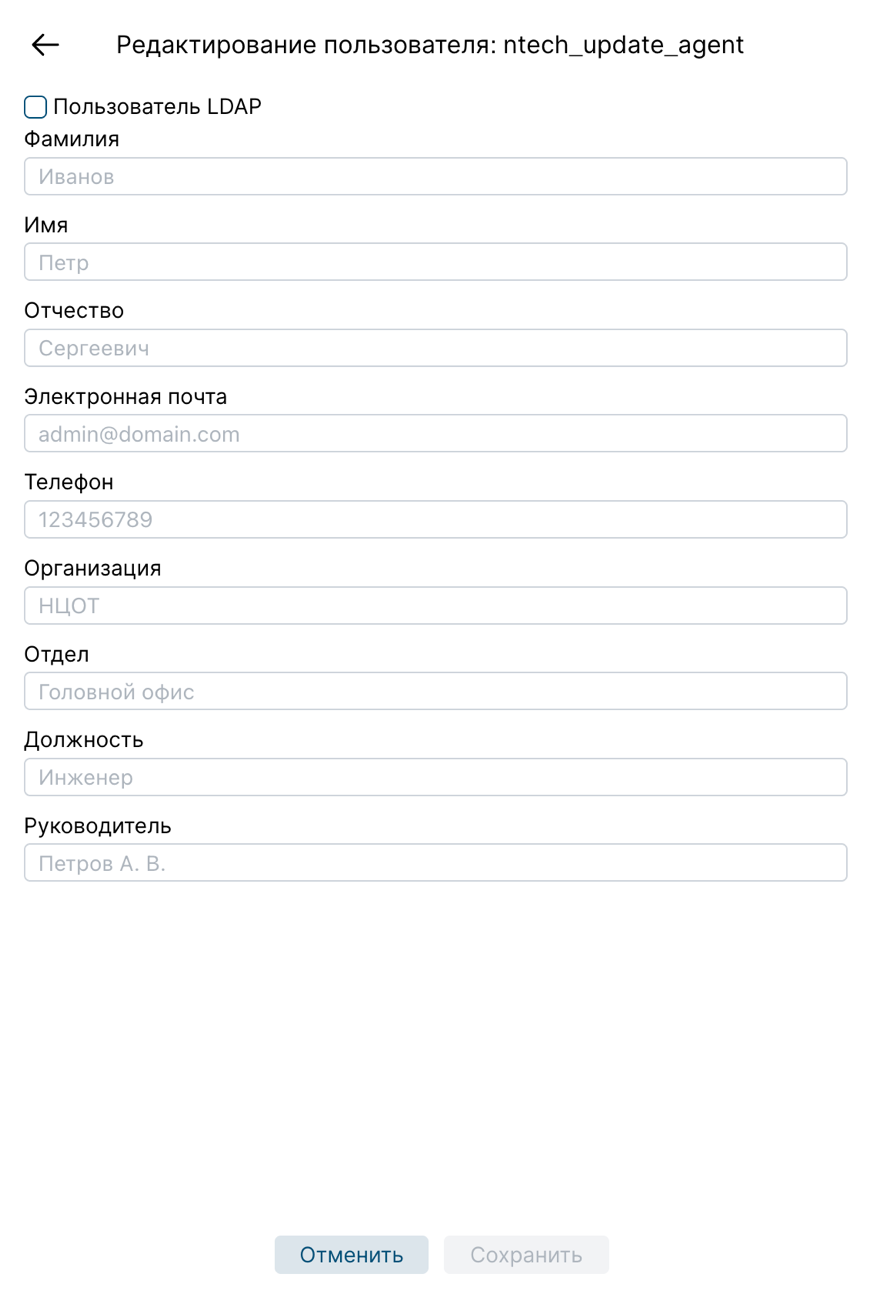 Редактирование пользователя: ntech_update_agent
Пользователь LDAP
Фамилия
Иванов
Имя
Петр
Отчество
Сергеевич
Электронная почта
admin@domain.com
Телефон
123456789
Организация
НЦОТ
Отдел
Головной офис
Должность
Инженер
Руководитель
Петров А. В.
Отменить Сохранить